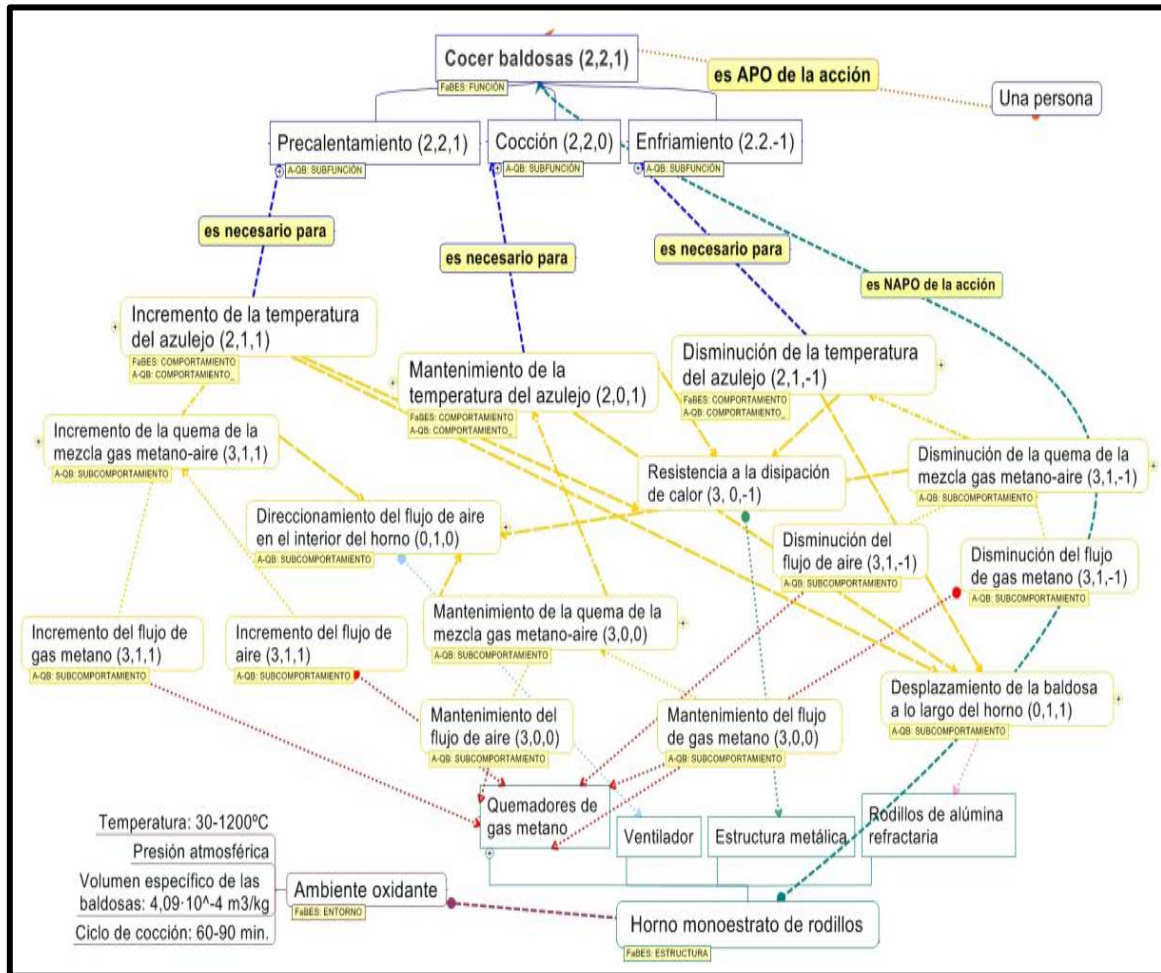 Cocer baldosas (2,2,1)
FaBES: FUNCIÓN
es APO de la acción
Una persona
Precalentamiento (2,2,1)
A-QB: SUBFUNCIÓN
Cocción (2,2,0)
A-QB: SUBFUNCIÓN
Enfriamiento (2.2.-1)
A-QB: SUBFUNCIÓN
es necesario para
es necesario para
es necesario para
es NAPO de la acción
Incremento de la temperatura
del azulejo (2,1,1)
FaBES: COMPORTAMIENTO
A-QB: COMPORTAMIENTO_
Mantenimiento de la
temperatura del azulejo (2,0,1)
FaBES: COMPORTAMIENTO
A-QB: COMPORTAMIENTO_
Disminución de la temperatura
del azulejo (2,1,-1)
FaBES: COMPORTAMIENTO
A-QB: COMPORTAMIENTO_
Incremento de la quema de la
mezcla gas metano-aire (3,1,1)
A-QB: SUBCOMPORTAMIENTO
Resistencia a la disipación
de calor (3, 0,-1)
A-QB: SUBCOMPORTAMIENTO
Disminución de la quema de la
mezcla gas metano-aire (3,1,-1)
A-QB: SUBCOMPORTAMIENTO
Direccionamiento del flujo de aire
en el interior del horno (0,1,0)
A-QB: SUBCOMPORTAMIENTO
Disminución del
flujo de aire (3,1,-1)
A-QB: SUBCOMPORTAMIENTO
Disminución del flujo
de gas metano (3,1,-1)
A-QB: SUBCOMPORTAMIENTO
Incremento del flujo de
gas metano (3,1,1)
A-QB: SUBCOMPORTAMIENTO
Incremento del flujo de
aire (3,1,1)
A-QB: SUBCOMPORTAMIENTO
Mantenimiento de la quema de la
mezcla gas metano-aire (3,0,0)
A-QB: SUBCOMPORTAMIENTO
Mantenimiento del
flujo de aire (3,0,0)
A-QB: SUBCOMPORTAMIENTO
Mantenimiento del flujo
de gas metano (3,0,0)
A-QB: SUBCOMPORTAMIENTO
Desplazamiento de la baldosa
a lo largo del horno (0,1,1)
A-QB: SUBCOMPORTAMIENTO
Quemadores de
gas metano
Ventilador
Estructura metálica
Rodillos de alúmina
refractaria
Temperatura: 30-1200ºC
Presión atmosférica
Volumen específico de las
baldosas: 4,09·10^-4 m3/kg
Ciclo de cocción: 60-90 min.
Ambiente oxidante
FaBES: ENTORNO
Horno monoestrato de rodillos
FaBES: ESTRUCTURA